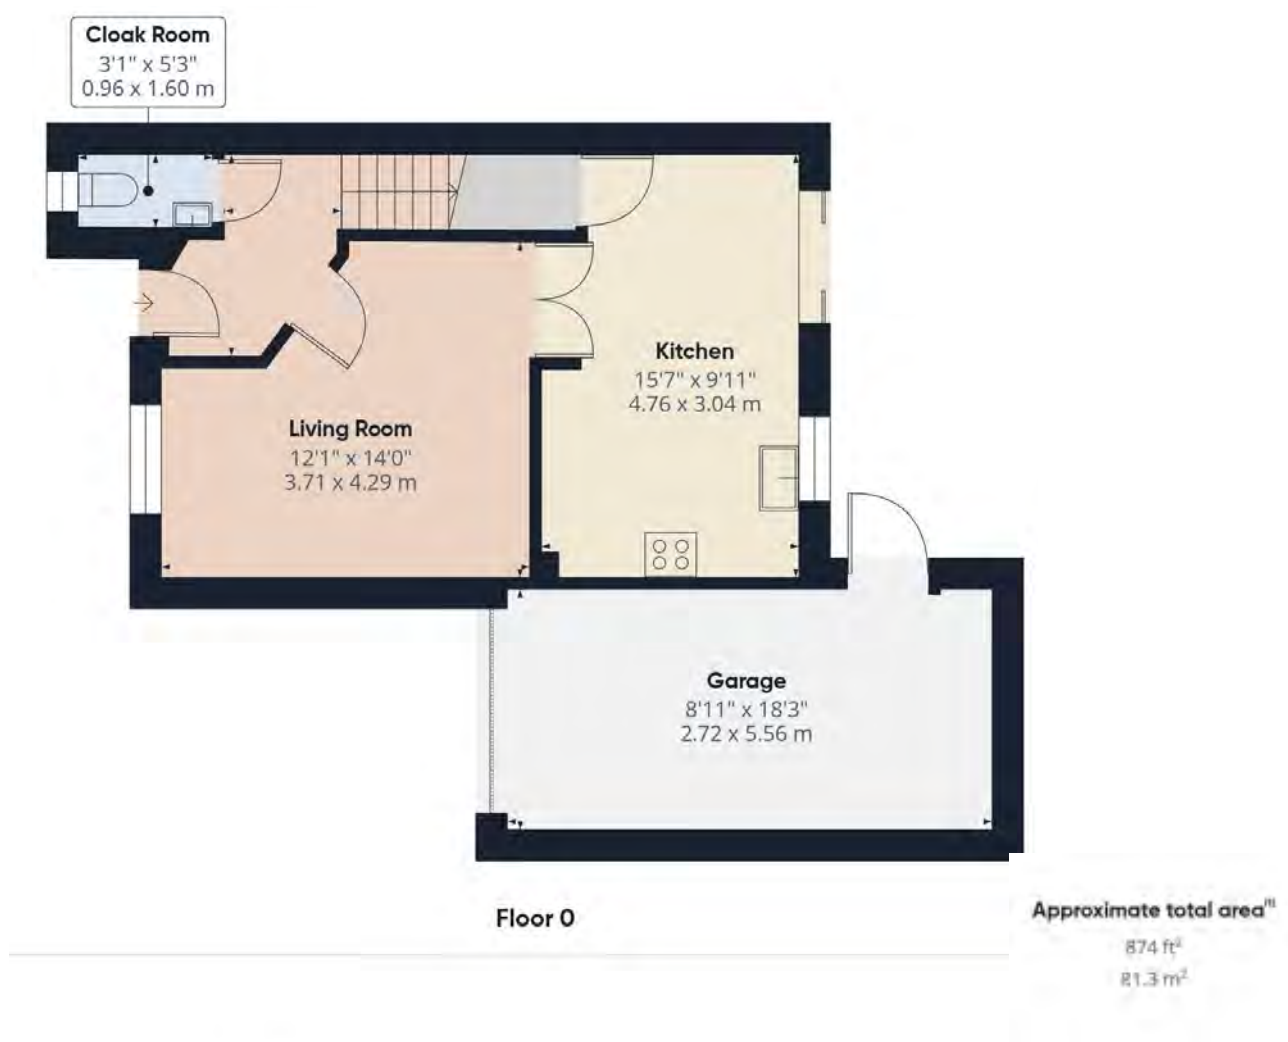 Cloak Room
3'1" x 5'3"
0.96 x 1.60 m
Kitchen
15'7" x 9'11"
4.76 x 3.04 m
Living Room
12'1" x 14'0"
3.71 x 4.29 m
Garage
8'11" x 18'3"
2.72 x 5.56 m
Floor 0
Approximate total area⁽¹⁾
874 ft²
81.3 m²